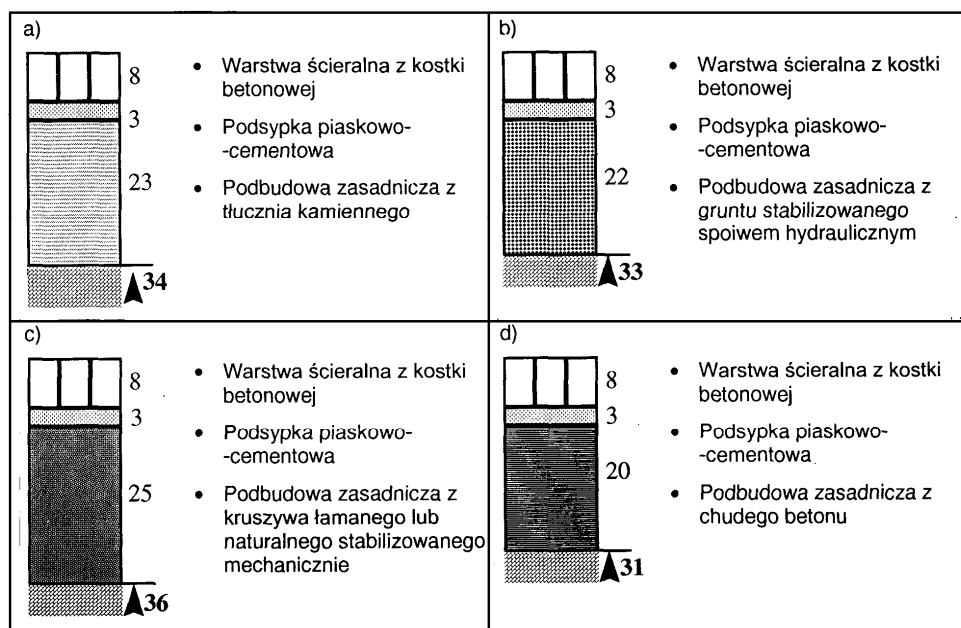 a)
8
3
23
34
• Warstwa ścieralna z kostki
betonowej
• Podsypka piaskowo-
-cementowa
• Podbudowa zasadnicza z
tłucznia kamiennego
b)
8
3
22
33
• Warstwa ścieralna z kostki
betonowej
• Podsypka piaskowo-
-cementowa
• Podbudowa zasadnicza z
gruntu stabilizowanego
spoiwem hydraulicznym
c)
8
3
25
36
• Warstwa ścieralna z kostki
betonowej
• Podsypka piaskowo-
-cementowa
• Podbudowa zasadnicza z
kruszywa łamanego lub
naturalnego stabilizowanego
mechanicznie
d)
8
3
20
31
• Warstwa ścieralna z kostki
betonowej
• Podsypka piaskowo-
-cementowa
• Podbudowa zasadnicza z
chudego betonu